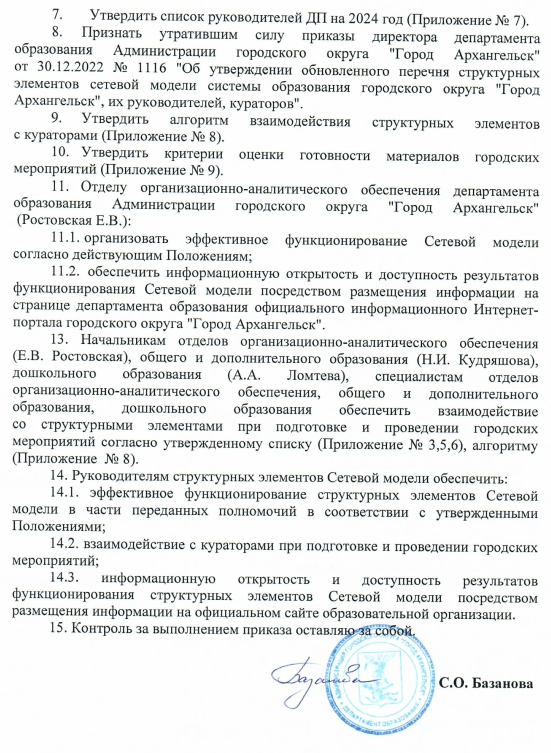 7. Утвердить список руководителей ДП на 2024 год (Приложение № 7).
8. Признать утратившим силу приказы директора департамента
образования Администрации городского округа "Город Архангельск"
от 30.12.2022 № 1116 "Об утверждении обновленного перечня структурных
элементов сетевой модели системы образования городского округа "Город
Архангельск", их руководителей, кураторов".
9. Утвердить алгоритм взаимодействия структурных элементов
с кураторами (Приложение № 8).
10. Утвердить критерии оценки готовности материалов городских
мероприятий (Приложение № 9).
11. Отделу организационно-аналитического обеспечения департамента
образования Администрации городского округа "Город Архангельск"
(Ростовская Е.В.):
11.1. организовать эффективное функционирование Сетевой модели
согласно действующим Положениям;
11.2. обеспечить информационную открытость и доступность результатов
функционирования Сетевой модели посредством размещения информации на
странице департамента образования официального информационного Интернет-
портала городского округа "Город Архангельск".
13. Начальникам отделов организационно-аналитического обеспечения
(Е.В. Ростовская), общего и дополнительного образования (Н.И. Кудряшова),
дошкольного образования (А.А. Ломтева), специалистам отделов
организационно-аналитического обеспечения, общего и дополнительного
образования, дошкольного образования обеспечить взаимодействие
со структурными элементами при подготовке и проведении городских
мероприятий согласно утвержденному списку (Приложение № 3,5,6), алгоритму
(Приложение № 8).
14. Руководителям структурных элементов Сетевой модели обеспечить:
14.1. эффективное функционирование структурных элементов Сетевой
модели в части переданных полномочий в соответствии с утвержденными
Положениями;
14.2. взаимодействие с кураторами при подготовке и проведении городских
мероприятий;
14.3. информационную открытость и доступность результатов
функционирования структурных элементов Сетевой модели посредством
размещения информации на официальном сайте образовательной организации.
15. Контроль за выполнением приказа оставляю за собой.
Базанова
С.О. Базанова
ДЕПАРТАМЕНТ ОБРАЗОВАНИЯ